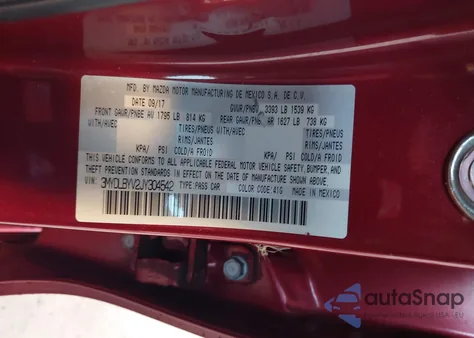 MFD. BY MAZDA MOTOR MANUFACTURING DE MEXICO S.A. DE C.V.
DATE 09/17 GVWR/PNBV 3393 LB 1539 KG
FRONT GAWR/PNBE AV 1795 LB 814 KG REAR GAWR/PNBE AR 1627 LB 738 KG
WITH/AVEC TIRES/PNEUS WITH/AVEC TIRES/PNEUS
RIMS/JANTES RIMS/JANTES
KPA/ PSI COLD/A FROID KPA/ PSI COLD/A FROID
THIS VEHICLE CONFORMS TO ALL APPLICABLE FEDERAL MOTOR VEHICLE SAFETY, BUMPER, AND
THEFT PREVENTION STANDARDS IN EFFECT ON THE DATE OF MANUFACTURE SHOWN ABOVE.
VIN: 3MYDLBYV2JY304542 TYPE: PASS CAR COLOR CODE: 41G MADE IN MEXICO
autoSnap